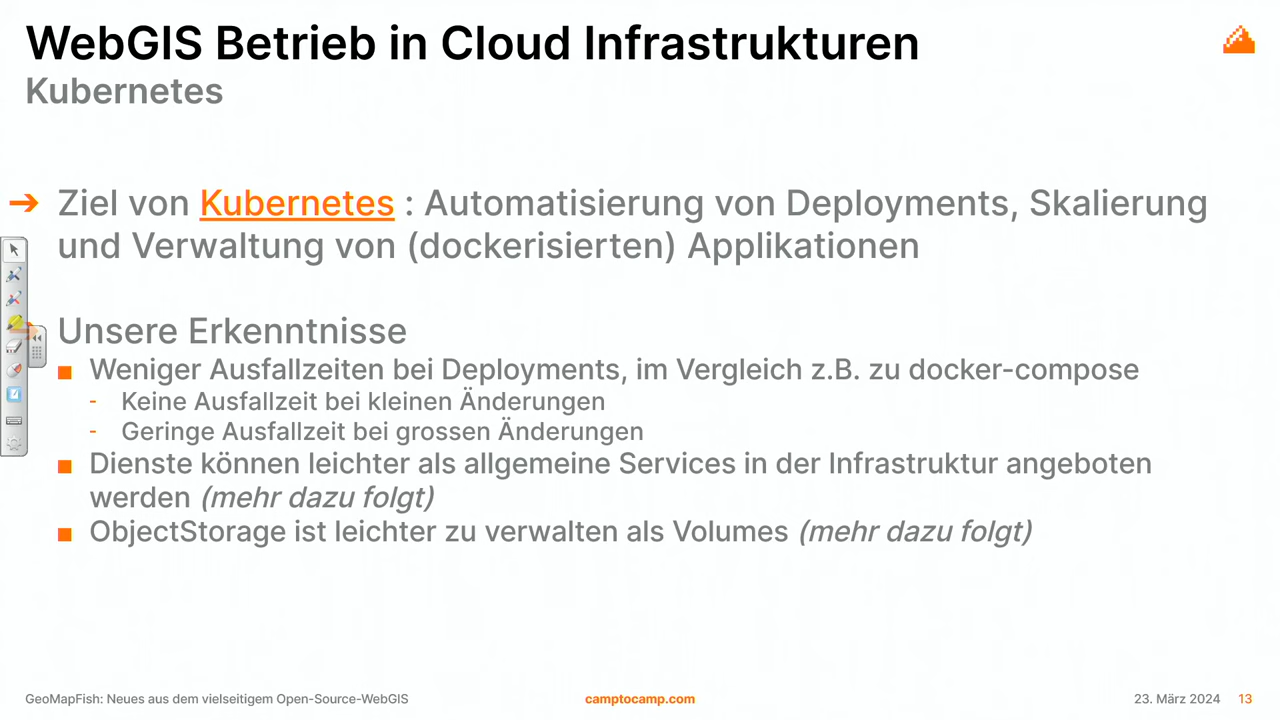 WebGIS Betrieb in Cloud Infrastrukturen
Kubernetes
➔ Ziel von Kubernetes : Automatisierung von Deployments, Skalierung
und Verwaltung von (dockerisierten) Applikationen
Unsere Erkenntnisse
■ Weniger Ausfallzeiten bei Deployments, im Vergleich z.B. zu docker-compose
- Keine Ausfallzeit bei kleinen Änderungen
- Geringe Ausfallzeit bei grossen Änderungen
■ Dienste können leichter als allgemeine Services in der Infrastruktur angeboten
werden (mehr dazu folgt)
■ ObjectStorage ist leichter zu verwalten als Volumes (mehr dazu folgt)
GeoMapFish: Neues aus dem vielseitigem Open-Source-WebGIS camptocamp.com 23. März 2024 13